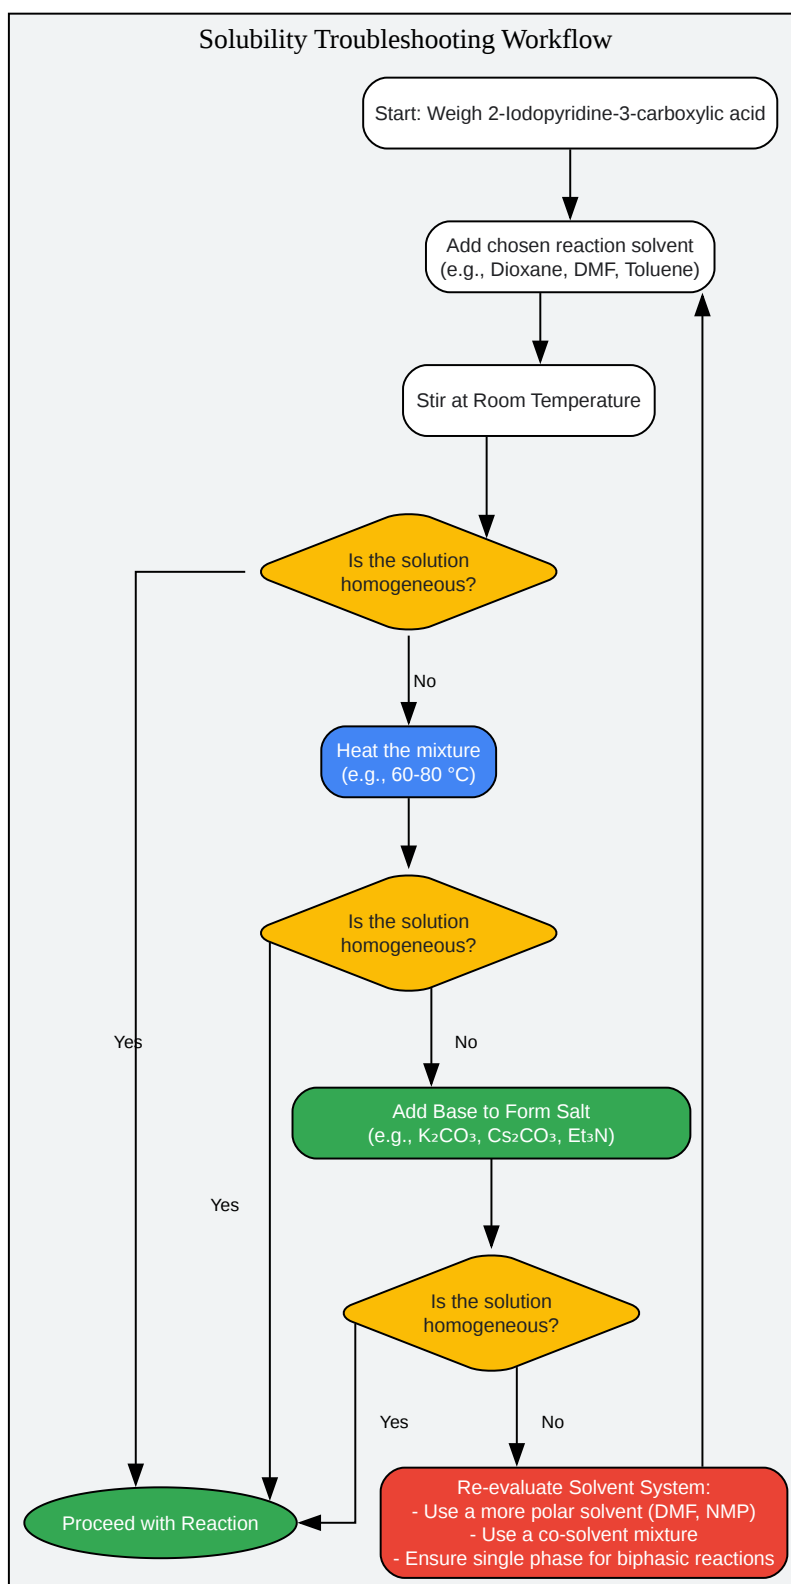 Solubility Troubleshooting Workflow
Start: Weigh 2-Iodopyridine-3-carboxylic acid
Add chosen reaction solvent
(e.g., Dioxane, DMF, Toluene)
Stir at Room Temperature
Is the solution
homogeneous?
No
Heat the mixture
(e.g., 60-80 °C)
Is the solution
homogeneous?
Yes
No
Add Base to Form Salt
(e.g., K₂CO₃, Cs₂CO₃, Et₃N)
Yes
Is the solution
homogeneous?
Yes
No
Re-evaluate Solvent System:
- Use a more polar solvent (DMF, NMP)
- Use a co-solvent mixture
- Ensure single phase for biphasic reactions
Proceed with Reaction